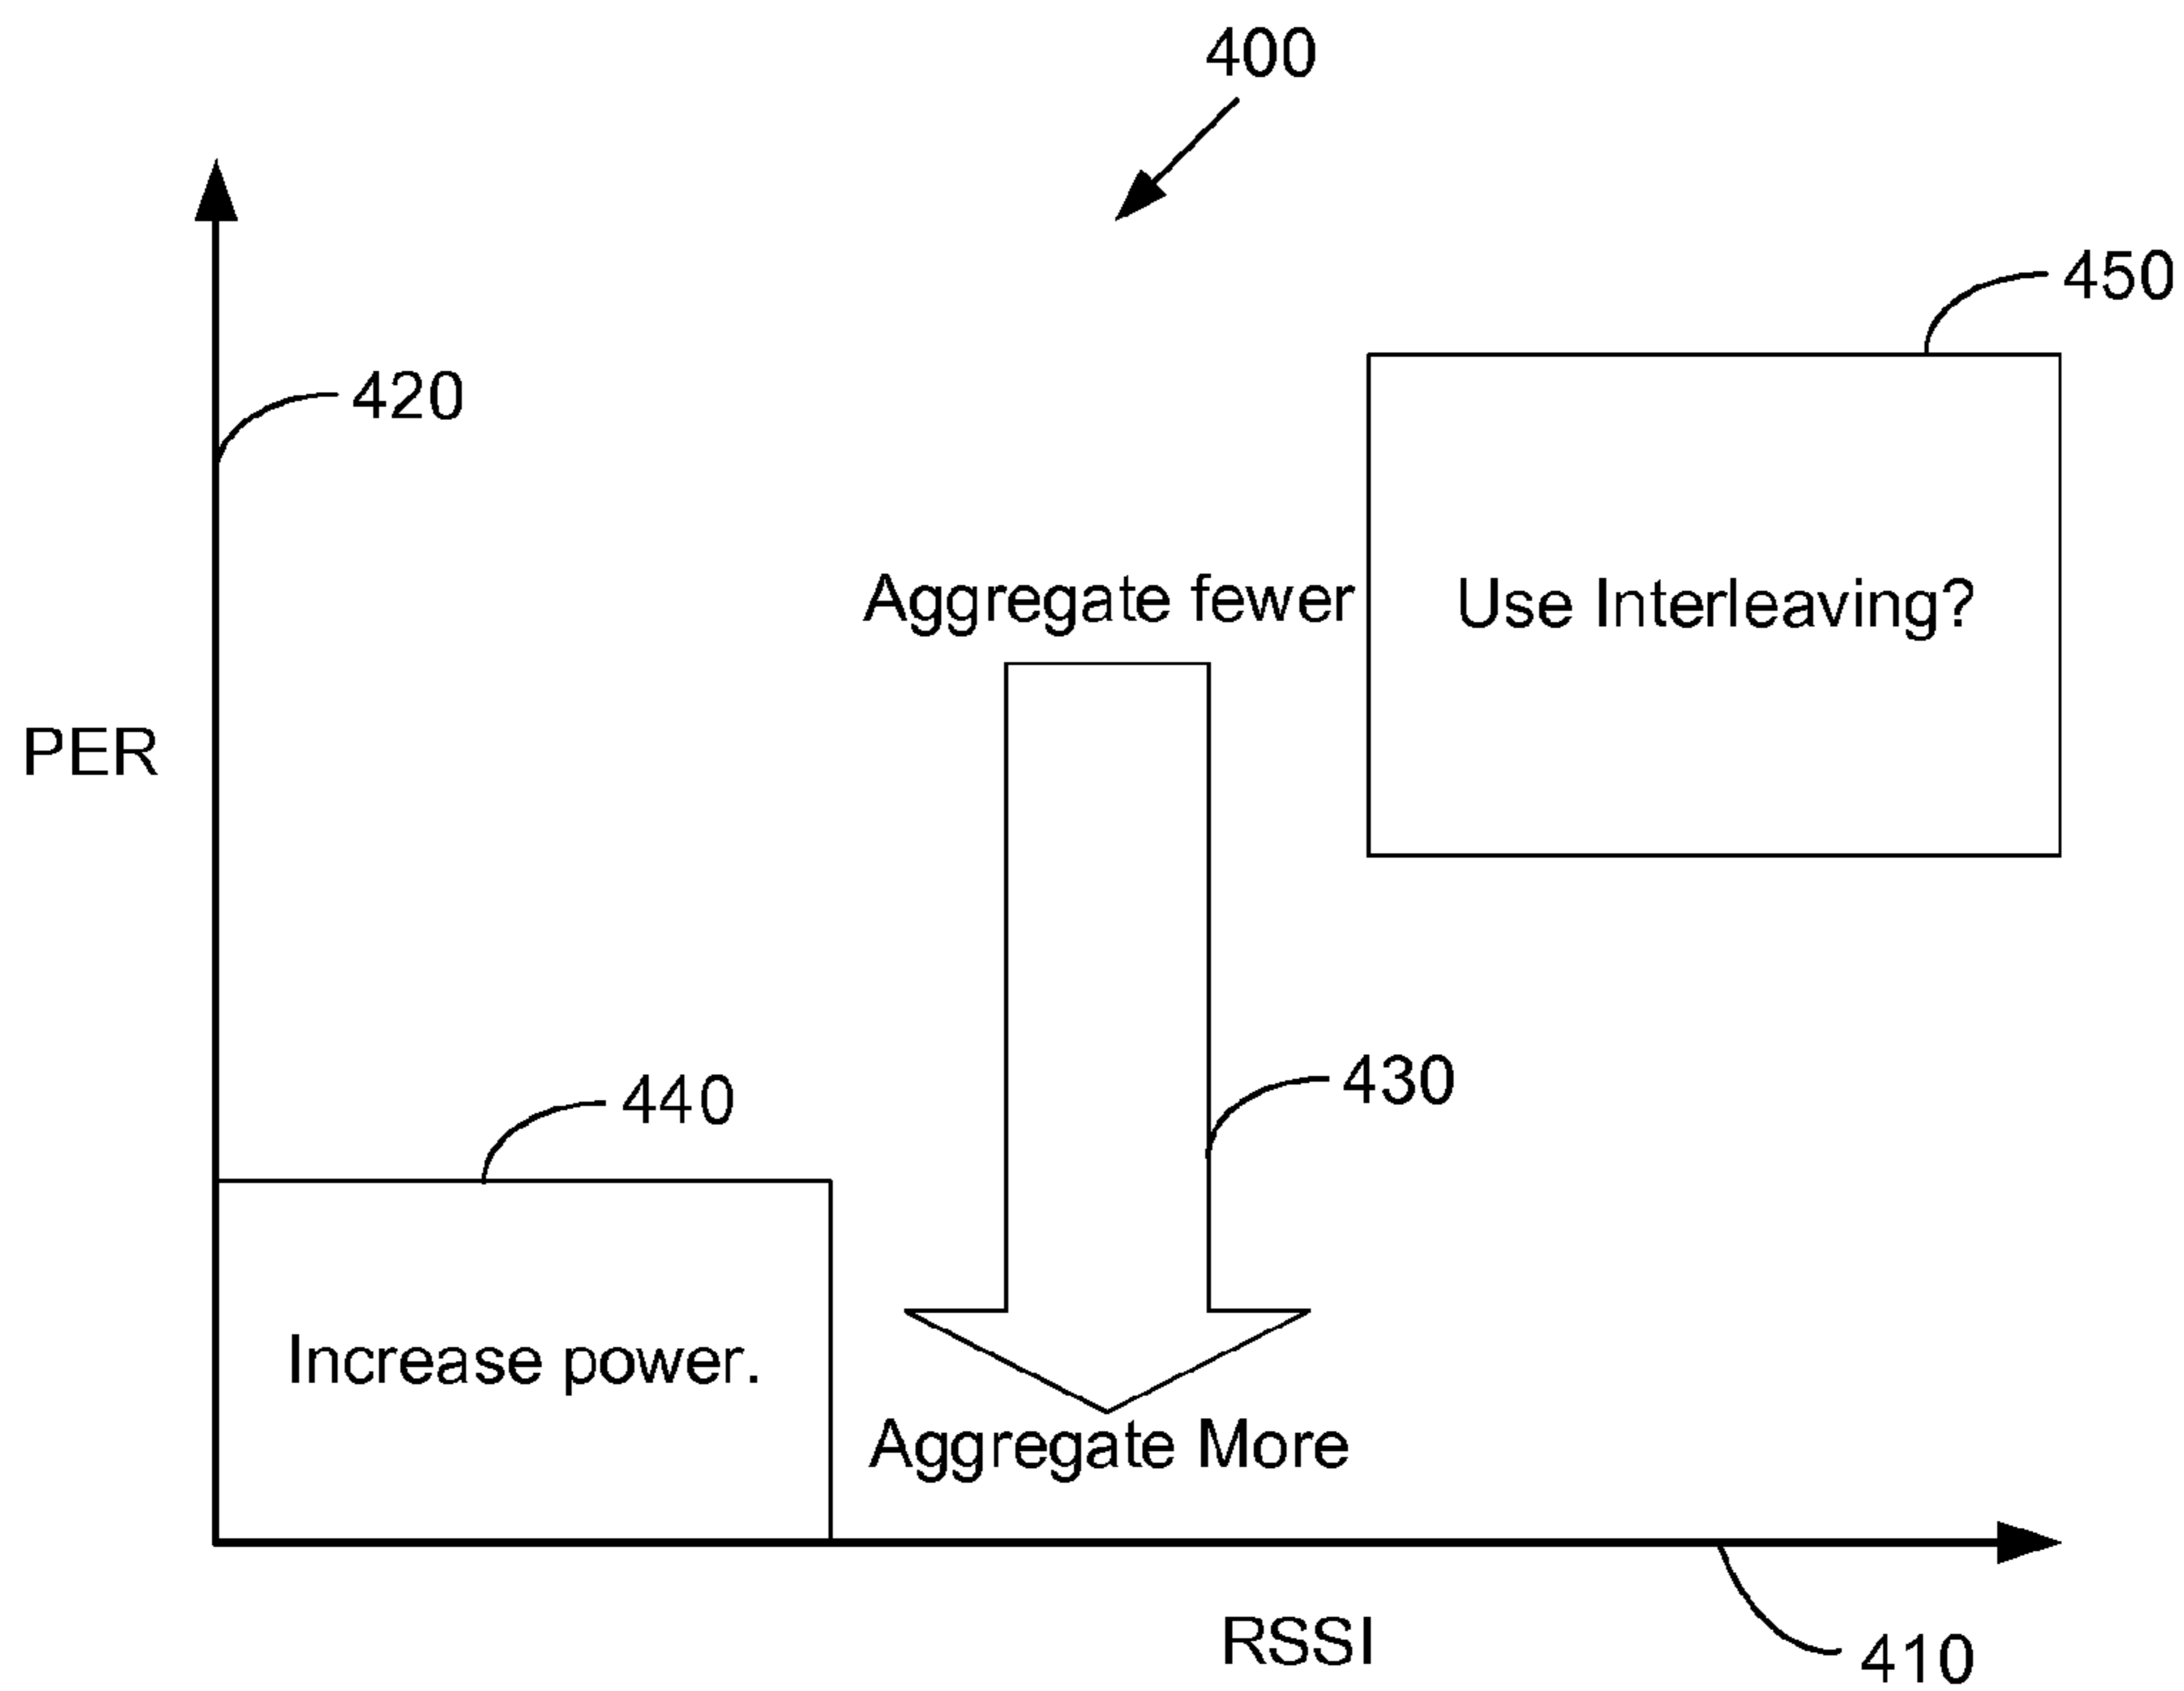 400
450
420
Aggregate fewer
Use Interleaving?
PER
430
440
Increase power.
Aggregate More
RSSI
410